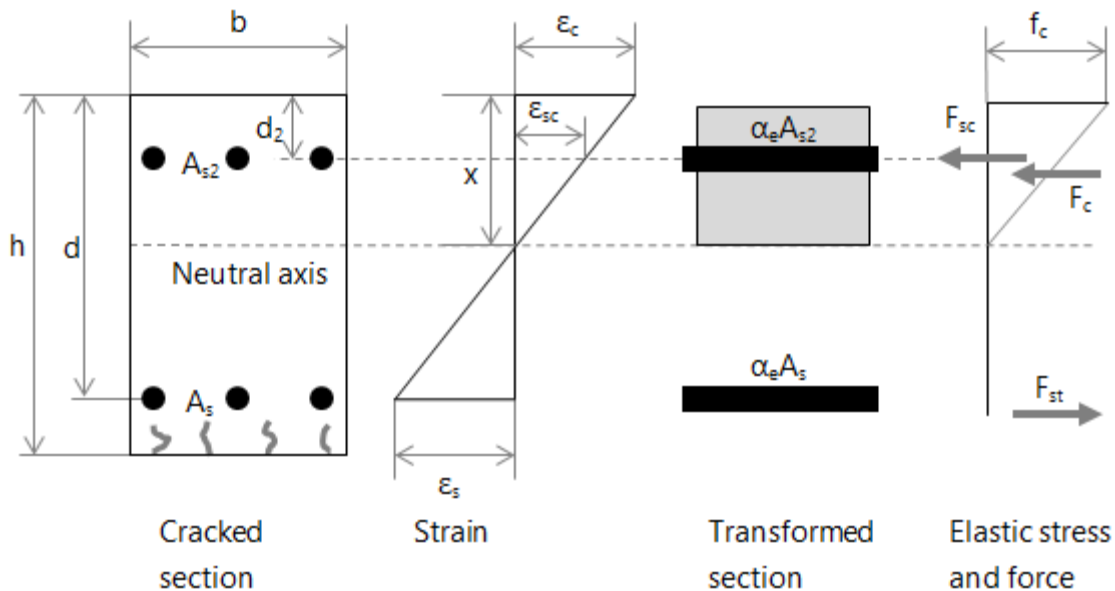 b
εc
fc
d2
εsc
αeAs2
Fsc
As2
x
Fc
h
d
Neutral axis
αeAs
As
Fst
εs
Cracked
section
Strain
Transformed
section
Elastic stress
and force